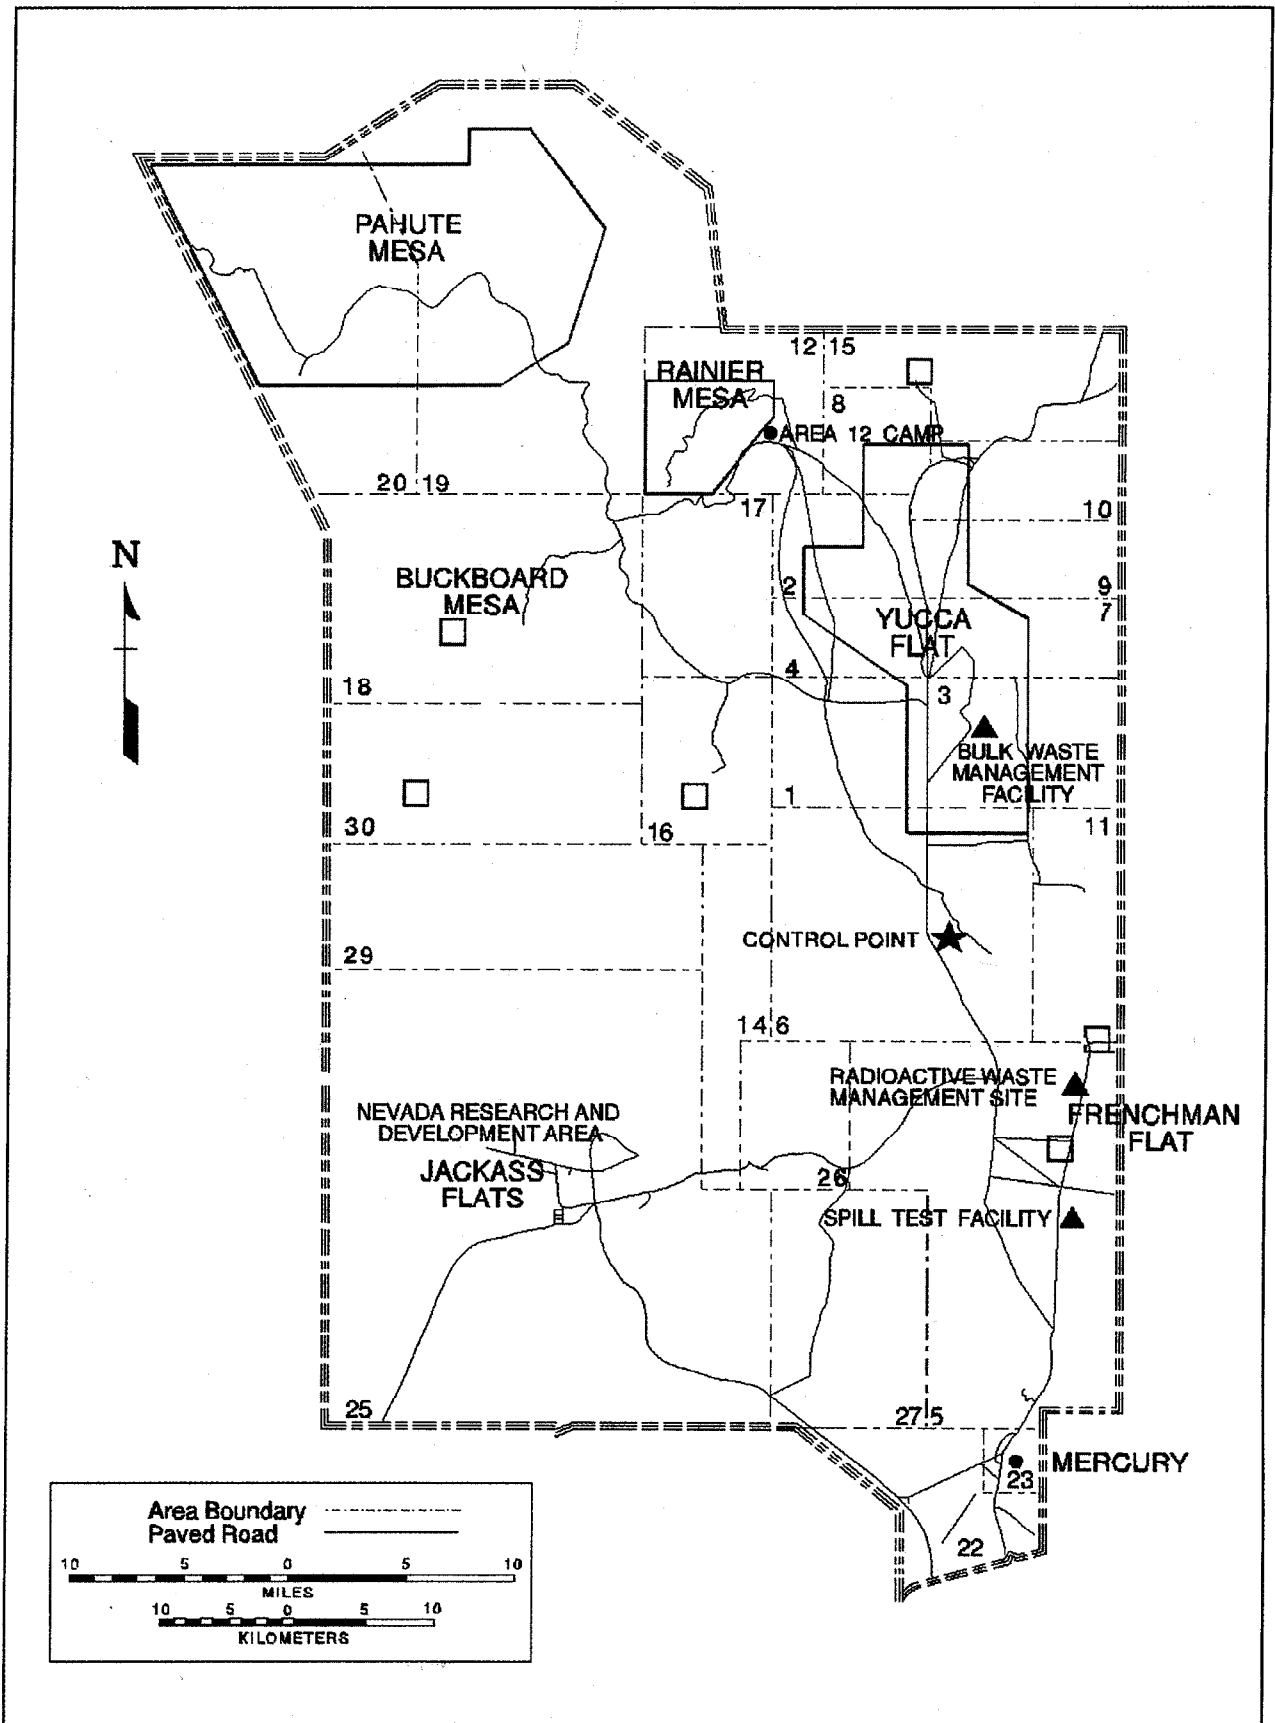 PAHUTE
MESA
12 15
RAINIER
MESA
8
AREA 12 CAMP
20 19
17
10
N
BUCKBOARD
MESA
2
9
7
YUCCA
FLAT
4
18
3
BULK WASTE
MANAGEMENT
FACILITY
1
30
16
11
CONTROL POINT
29
14 6
RADIOACTIVE WASTE
MANAGEMENT SITE
NEVADA RESEARCH AND
DEVELOPMENT AREA
FRENCHMAN
FLAT
JACKASS
FLATS
26
SPILL TEST FACILITY
25
27 5
MERCURY
23
22
Area Boundary
Paved Road
10 5 0 5 10
MILES
10 5 0 5 10
KILOMETERS